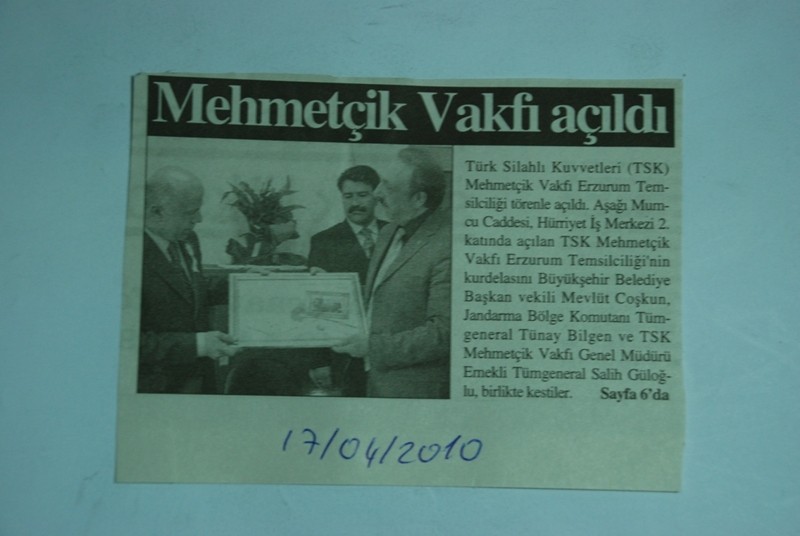 Mehmetçik Vakfı açıldı
Türk Silahlı Kuvvetleri (TSK)
Mehmetçik Vakfı Erzurum Tem-
silciliği törenle açıldı. Aşağı Mum-
cu Caddesi, Hürriyet İş Merkezi 2.
katında açılan TSK Mehmetçik
Vakfı Erzurum Temsilciliği'nin
kurdelasını Büyükşehir Belediye
Başkan vekili Mevlüt Coşkun,
Jandarma Bölge Komutanı Tüm-
general Tünay Bilgen ve TSK
Mehmetçik Vakfı Genel Müdürü
Emekli Tümgeneral Salih Güloğ-
lu, birlikte kestiler. Sayfa 6'da
17/04/2010